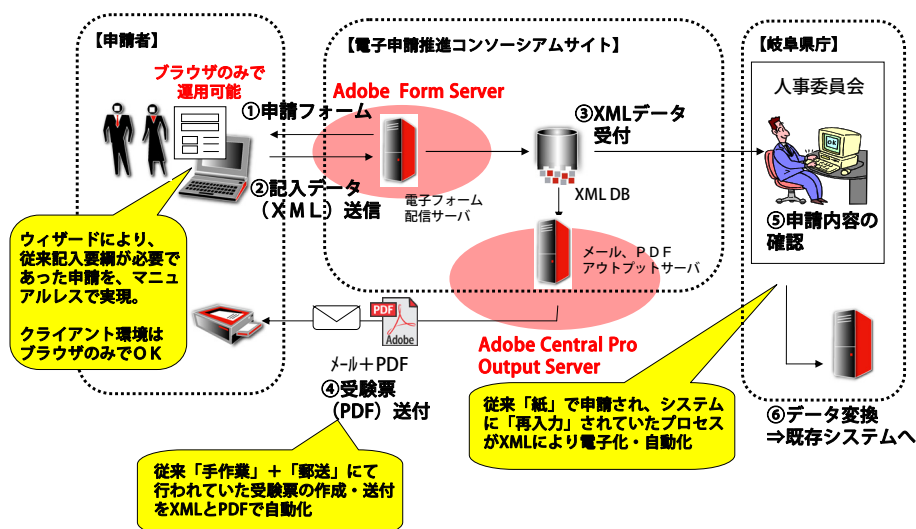 【申請者】
ブラウザのみで
運用可能
①申請フォーム
②記入データ
(ＸＭＬ)送信
ウィザードにより、
従来記入要綱が必要で
あった申請を、マニュ
アルレスで実現。
クライアント環境は
ブラウザのみでＯＫ
【電子申請推進コンソーシアムサイト】
Adobe Form Server
電子フォーム
配信サーバ
③XMLデータ
受付
XML DB
メール、ＰＤＦ
アウトプットサーバ
Adobe Central Pro
Output Server
PDF
Adobe
ﾒｰﾙ＋PDF
④受験票
(PDF)送付
従来「手作業」＋「郵送」にて
行われていた受験票の作成・送付
をXMLとPDFで自動化
【岐阜県庁】
人事委員会
OK
⑤申請内容の
確認
従来「紙」で申請され、システム
に「再入力」されていたプロセス
がXMLにより電子化・自動化
⑥データ変換
⇒既存システムへ